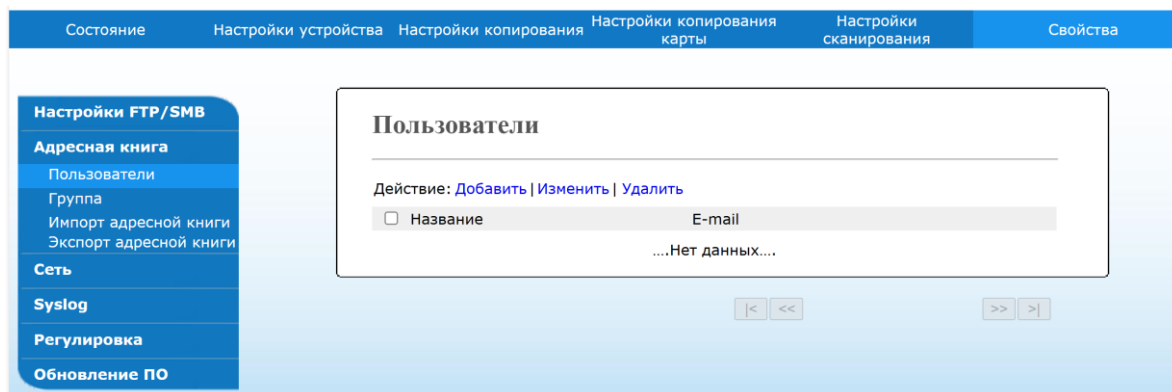 Состояние
Настройки устройства
Настройки копирования
Настройки копирования
карты
Настройки
сканирования
Свойства
Настройки FTP/SMB
Адресная книга
Пользователи
Группа
Импорт адресной книги
Экспорт адресной книги
Сеть
Syslog
Регулировка
Обновление ПО
Пользователи
Действие: Добавить | Изменить | Удалить
Название E-mail
....Нет данных....
|< << >> >|